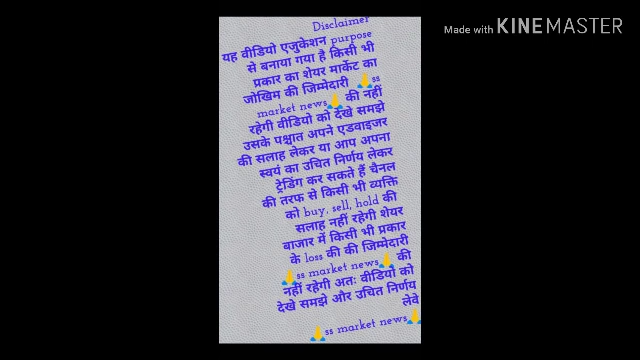 Made with KINEMASTER
Disclaimer
यह वीडियो एजुकेशन purpose
से बनाया गया है किसी भी
प्रकार का शेयर मार्केट का
जोखिम की जिम्मेदारी 🙏ss
market news🙏 की नहीं
रहेगी वीडियो को देखे समझे
उसके पश्चात अपने एडवाइजर
की सलाह लेकर या आप अपना
स्वयं का उचित निर्णय लेकर
ट्रेडिंग कर सकते हैं चैनल
की तरफ से किसी भी व्यक्ति
को buy, sell, hold की
सलाह नहीं रहेगी शेयर
बाजार में किसी भी प्रकार
के loss की की जिम्मेदारी
🙏ss market news🙏 की
नहीं रहेगी अतः वीडियो को
देखे समझे और उचित निर्णय
लेवे
🙏ss market news🙏